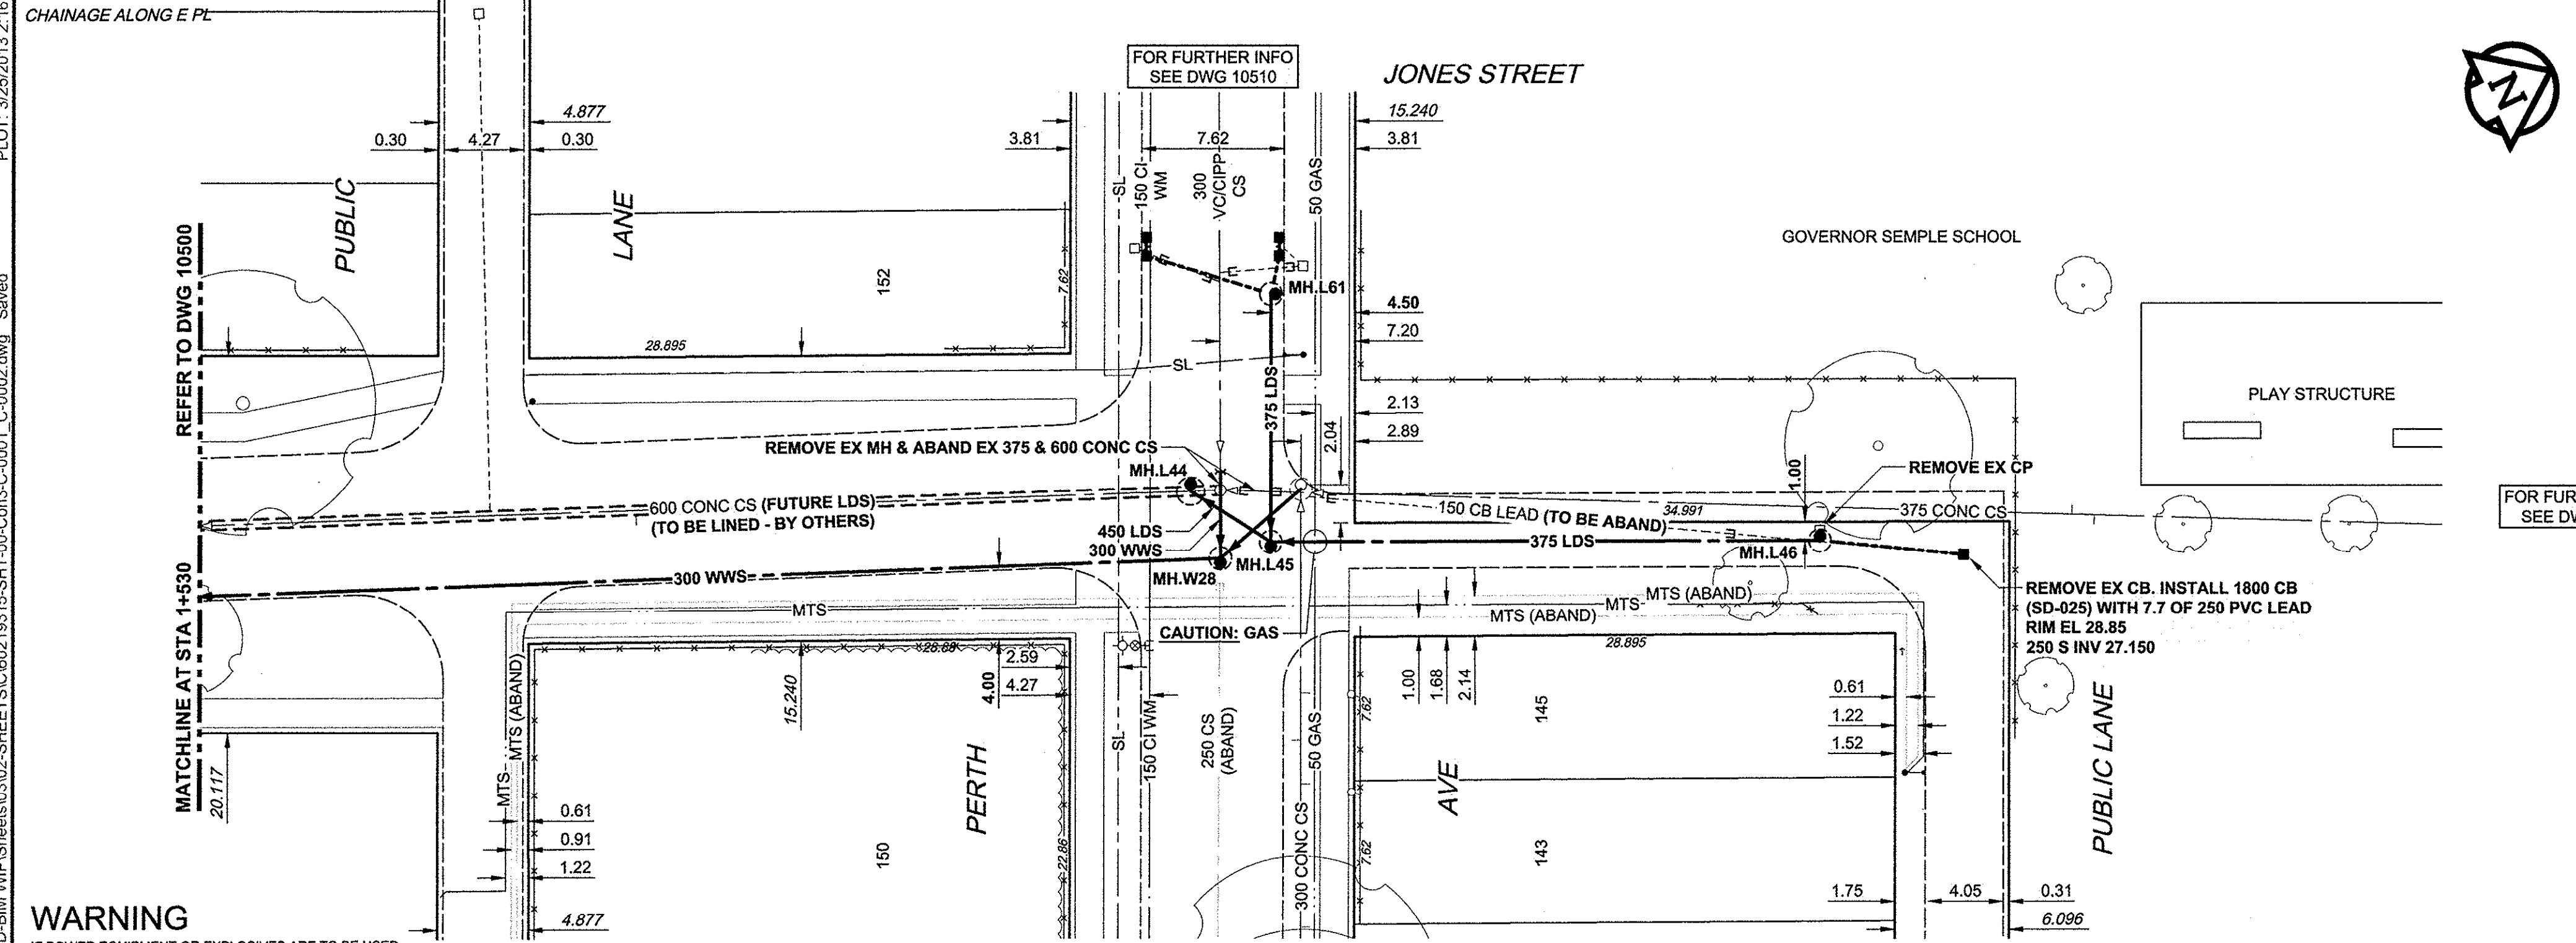 CHAINAGE ALONG E PL
FOR FURTHER INFO
SEE DWG 10510
JONES STREET
N
4.877
0.30
4.27
0.30
3.81
7.62
15.240
3.81
PUBLIC
LANE
SL
150 CI
WM
300
VC/CIPP
CS
50 GAS
GOVERNOR SEMPLE SCHOOL
REFER TO DWG 10500
152
7.62
MH.L61
4.50
7.20
28.895
SL
375 LDS
PLAY STRUCTURE
2.13
2.89
2.04
REMOVE EX MH & ABAND EX 375 & 600 CONC CS
MH.L44
1.00
REMOVE EX CP
600 CONC CS (FUTURE LDS)
(TO BE LINED - BY OTHERS)
450 LDS
300 WWS
150 CB LEAD (TO BE ABAND)
34.991
375 CONC CS
FOR FUR
SEE DW
375 LDS
MH.L46
MH.L45
MH.W28
300 WWS
MATCHLINE AT STA 1+530
REMOVE EX CB. INSTALL 1800 CB
(SD-025) WITH 7.7 OF 250 PVC LEAD
RIM EL 28.85
250 S INV 27.150
MTS
MTS (ABAND)
MTS
MTS (ABAND)
CAUTION: GAS
28.88
28.895
2.59
4.27
4.00
15.240
1.00
1.68
2.14
MTS (ABAND)
MTS
20.117
SL
150 CI WM
250 CS
(ABAND)
50 GAS
300 CONC CS
7.62
145
0.61
1.22
1.52
PUBLIC LANE
PERTH
AVE
0.61
0.91
1.22
150
22.86
7.62
143
1.75
4.05
0.31
6.096
4.877
WARNING